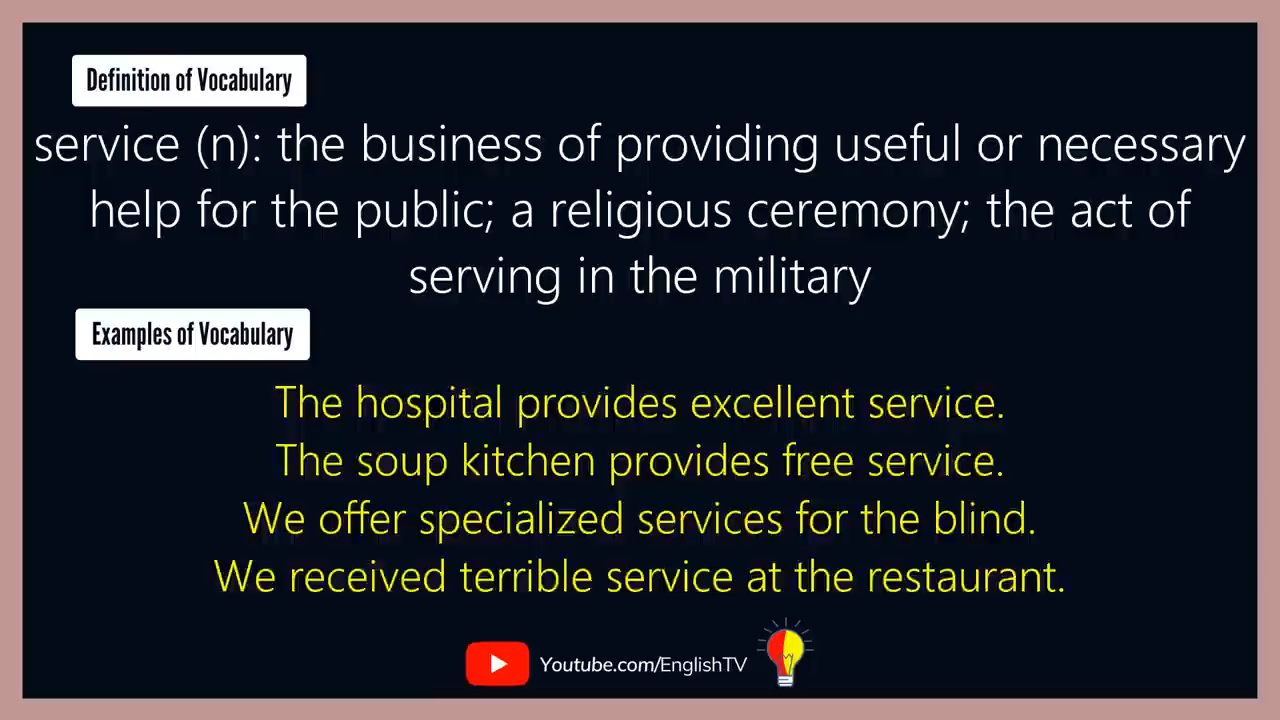 Definition of Vocabulary
service (n): the business of providing useful or necessary
help for the public; a religious ceremony; the act of
serving in the military
Examples of Vocabulary
The hospital provides excellent service.
The soup kitchen provides free service.
We offer specialized services for the blind.
We received terrible service at the restaurant.
Youtube.com/EnglishTV